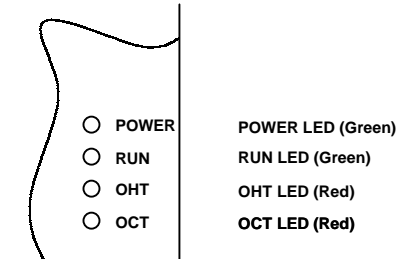 POWER POWER LED (Green)
RUN RUN LED (Green)
OHT OHT LED (Red)
OCT OCT LED (Red)